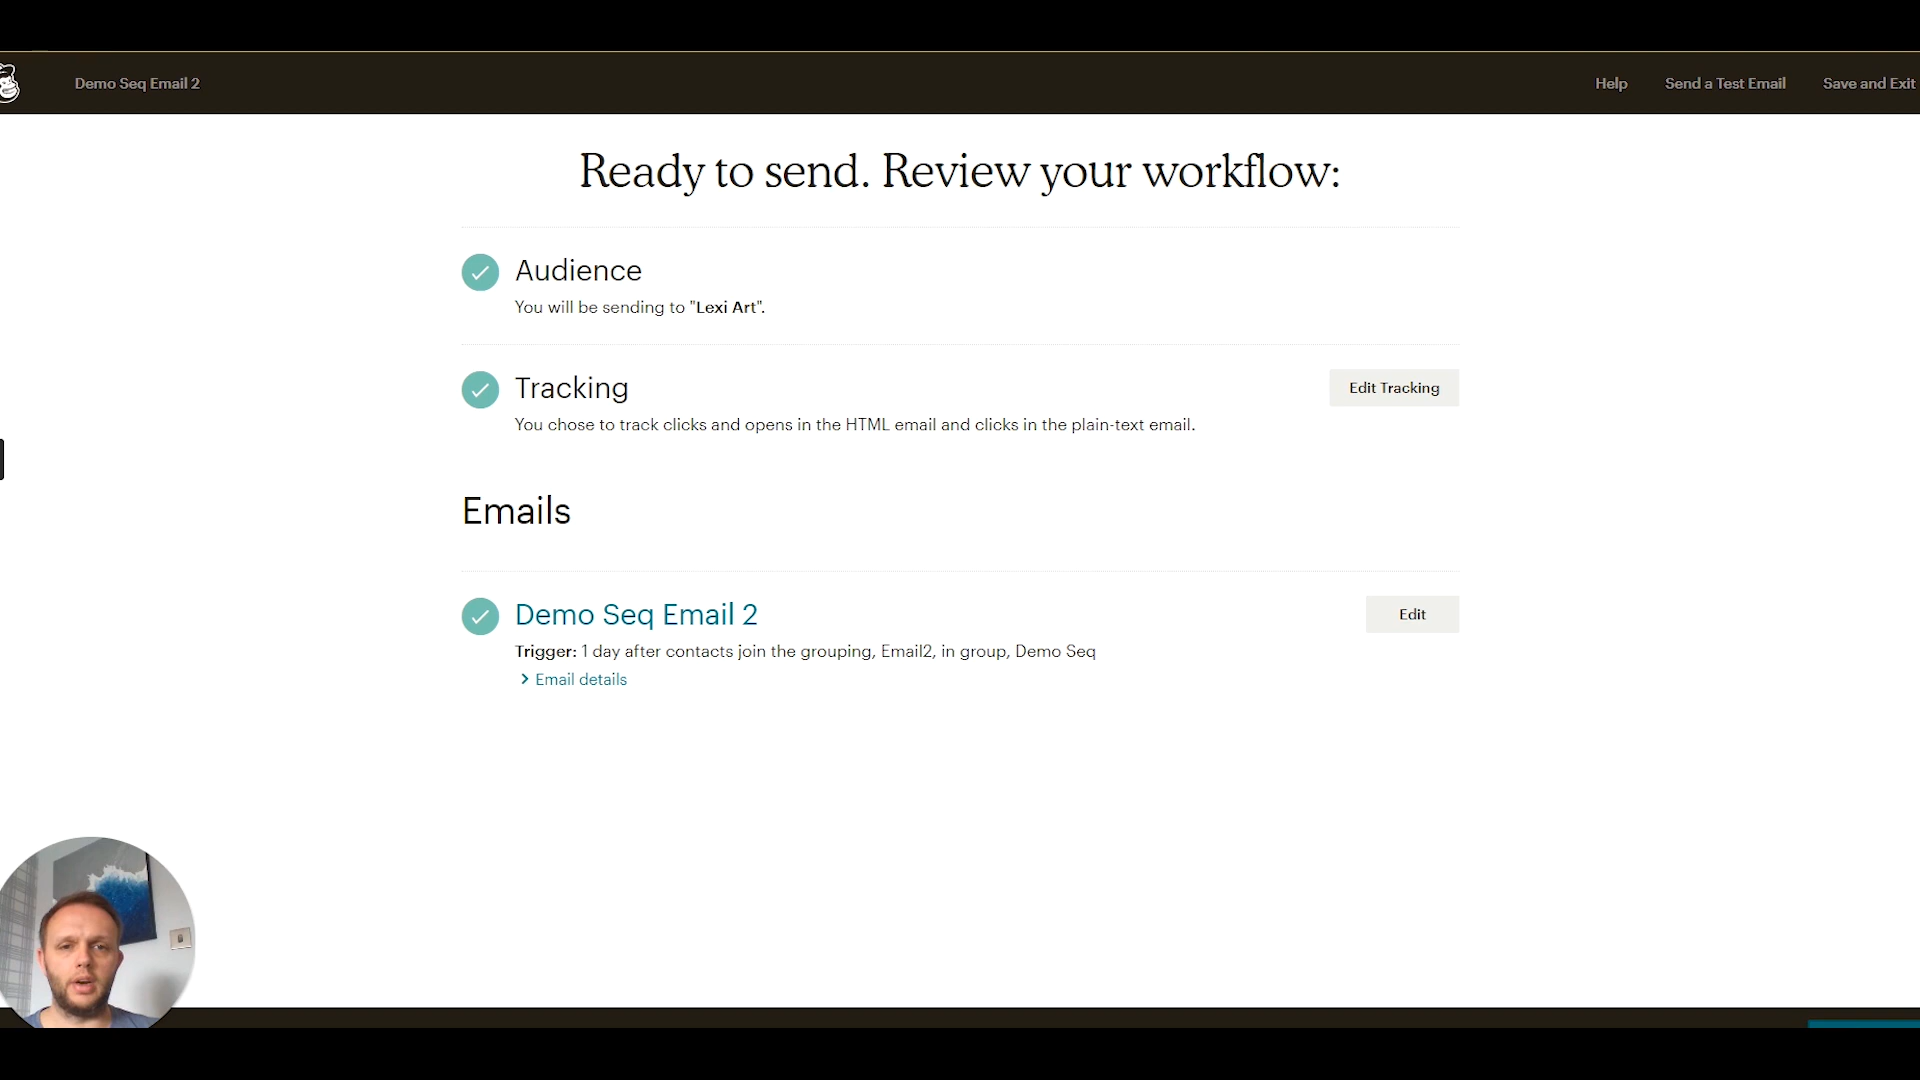 Demo Seq Email 2
Help
Send a Test Email
Save and Exit
Ready to send. Review your workflow:
Audience
You will be sending to "Lexi Art".
Tracking
Edit Tracking
You chose to track clicks and opens in the HTML email and clicks in the plain-text email.
Emails
Demo Seq Email 2
Edit
Trigger: 1 day after contacts join the grouping, Email2, in group, Demo Seq
Email details